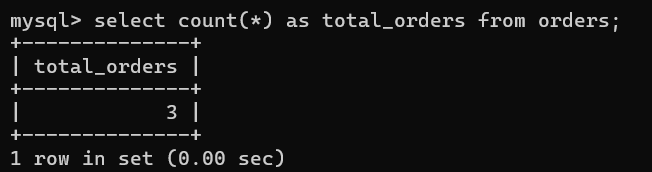 mysql> select count(*) as total_orders from orders;
+--------------+
| total_orders |
+--------------+
|            3 |
+--------------+
1 row in set (0.00 sec)